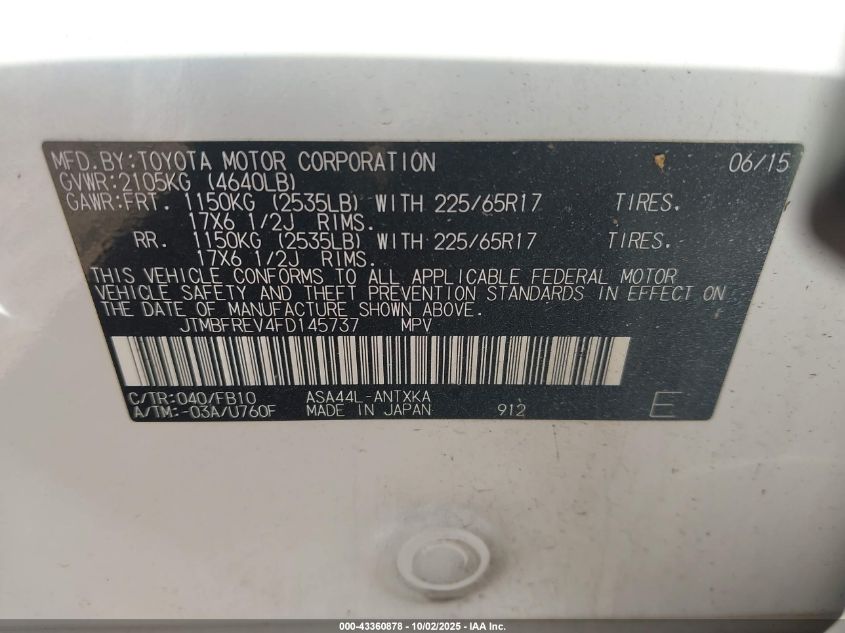 MFD.BY:TOYOTA MOTOR CORPORATION 06/15
GVWR:2105KG (4640LB)
GAWR:FRT. 1150KG (2535LB) WITH 225/65R17 TIRES.
17X6 1/2J RIMS.
RR. 1150KG (2535LB) WITH 225/65R17 TIRES.
17X6 1/2J RIMS.
THIS VEHICLE CONFORMS TO ALL APPLICABLE FEDERAL MOTOR
VEHICLE SAFETY AND THEFT PREVENTION STANDARDS IN EFFECT ON
THE DATE OF MANUFACTURE SHOWN ABOVE.
JTMBFREV4FD145737 MPV
C/TR:040/FB10 ASA44L-ANTXKA
A/TM:-03A/U760F MADE IN JAPAN 912 E
000-43360878 - 10/02/2025 - IAA Inc.